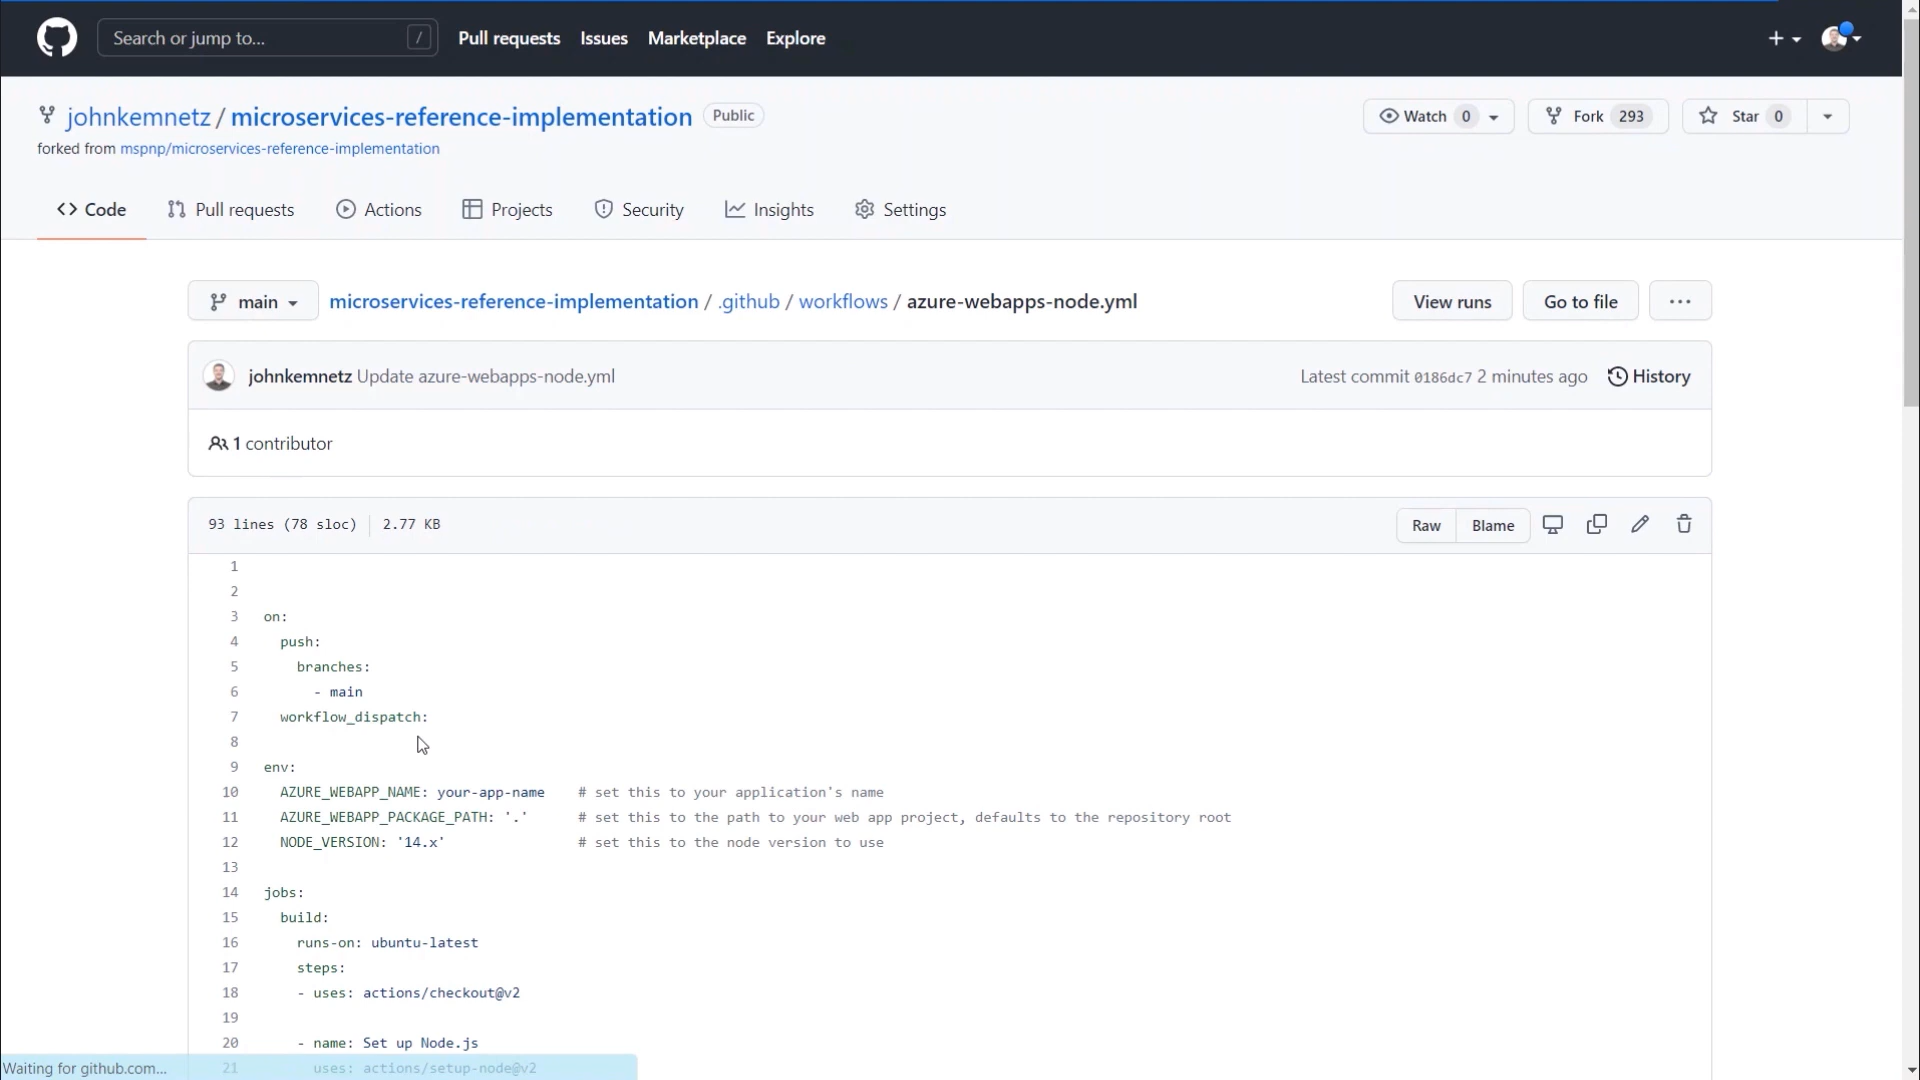 Search or jump to... /
Pull requests Issues Marketplace Explore
johnkemnetz / microservices-reference-implementation Public
Watch 0 Fork 293 Star 0
forked from mspnp/microservices-reference-implementation
Code Pull requests Actions Projects Security Insights Settings
main microservices-reference-implementation / .github / workflows / azure-webapps-node.yml View runs Go to file ...
johnkemnetz Update azure-webapps-node.yml Latest commit 0186dc7 2 minutes ago History
1 contributor
93 lines (78 sloc) 2.77 KB Raw Blame
1
2
3 on:
4 push:
5 branches:
6 - main
7 workflow_dispatch:
8
9 env:
10 AZURE_WEBAPP_NAME: your-app-name # set this to your application's name
11 AZURE_WEBAPP_PACKAGE_PATH: '.' # set this to the path to your web app project, defaults to the repository root
12 NODE_VERSION: '14.x' # set this to the node version to use
13
14 jobs:
15 build:
16 runs-on: ubuntu-latest
17 steps:
18 - uses: actions/checkout@v2
19
20 - name: Set up Node.js
21 uses: actions/setup-node@v2
Waiting for github.com...